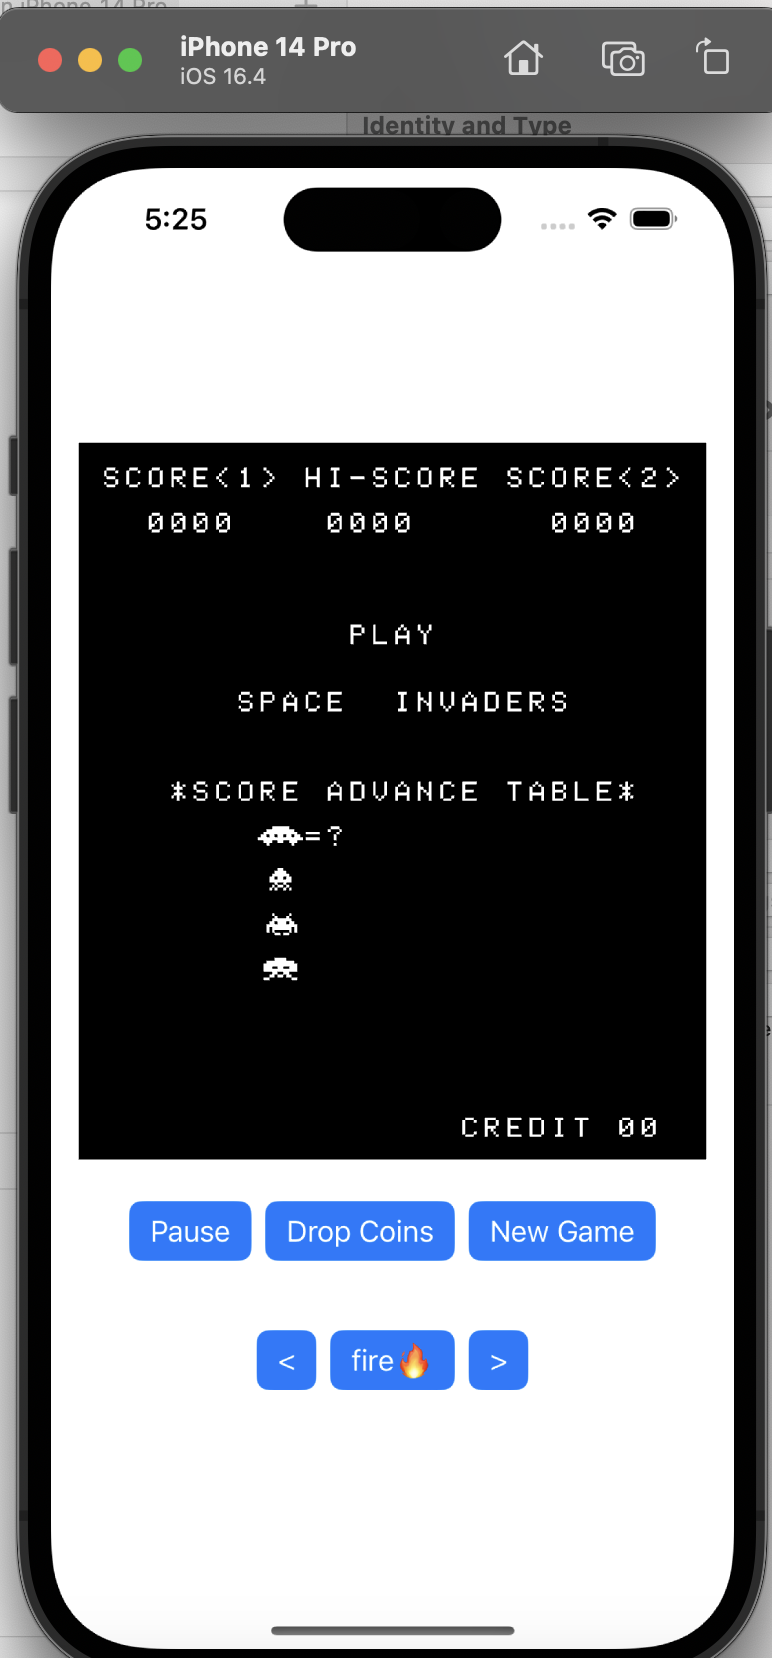 iPhone 14 Pro
iOS 16.4
Identity and Type
5:25
SCORE<1> HI-SCORE SCORE<2>
0000 0000 0000
PLAY
SPACE INVADERS
*SCORE ADVANCE TABLE*
=?
CREDIT 00
Pause Drop Coins New Game
< fire🔥 >